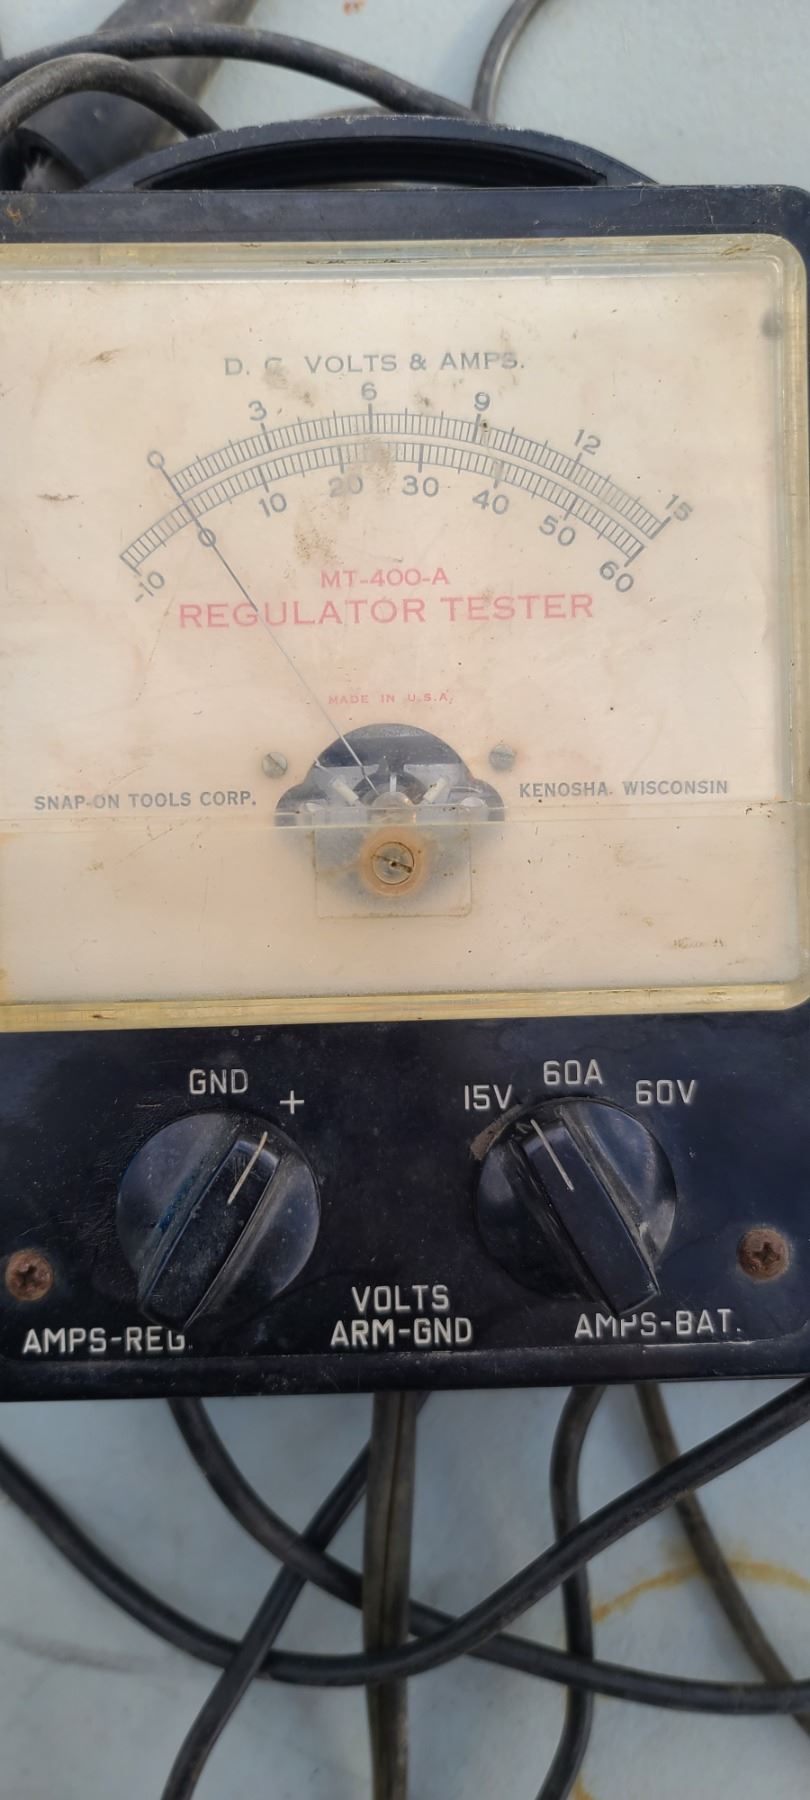 D. C. VOLTS & AMPS.
0 3 6 9 12 15
-10 0 10 20 30 40 50 60
MT-400-A
REGULATOR TESTER
MADE IN U.S.A.
SNAP-ON TOOLS CORP. KENOSHA. WISCONSIN
GND +
15V 60A 60V
AMPS-REG. VOLTS ARM-GND AMPS-BAT.